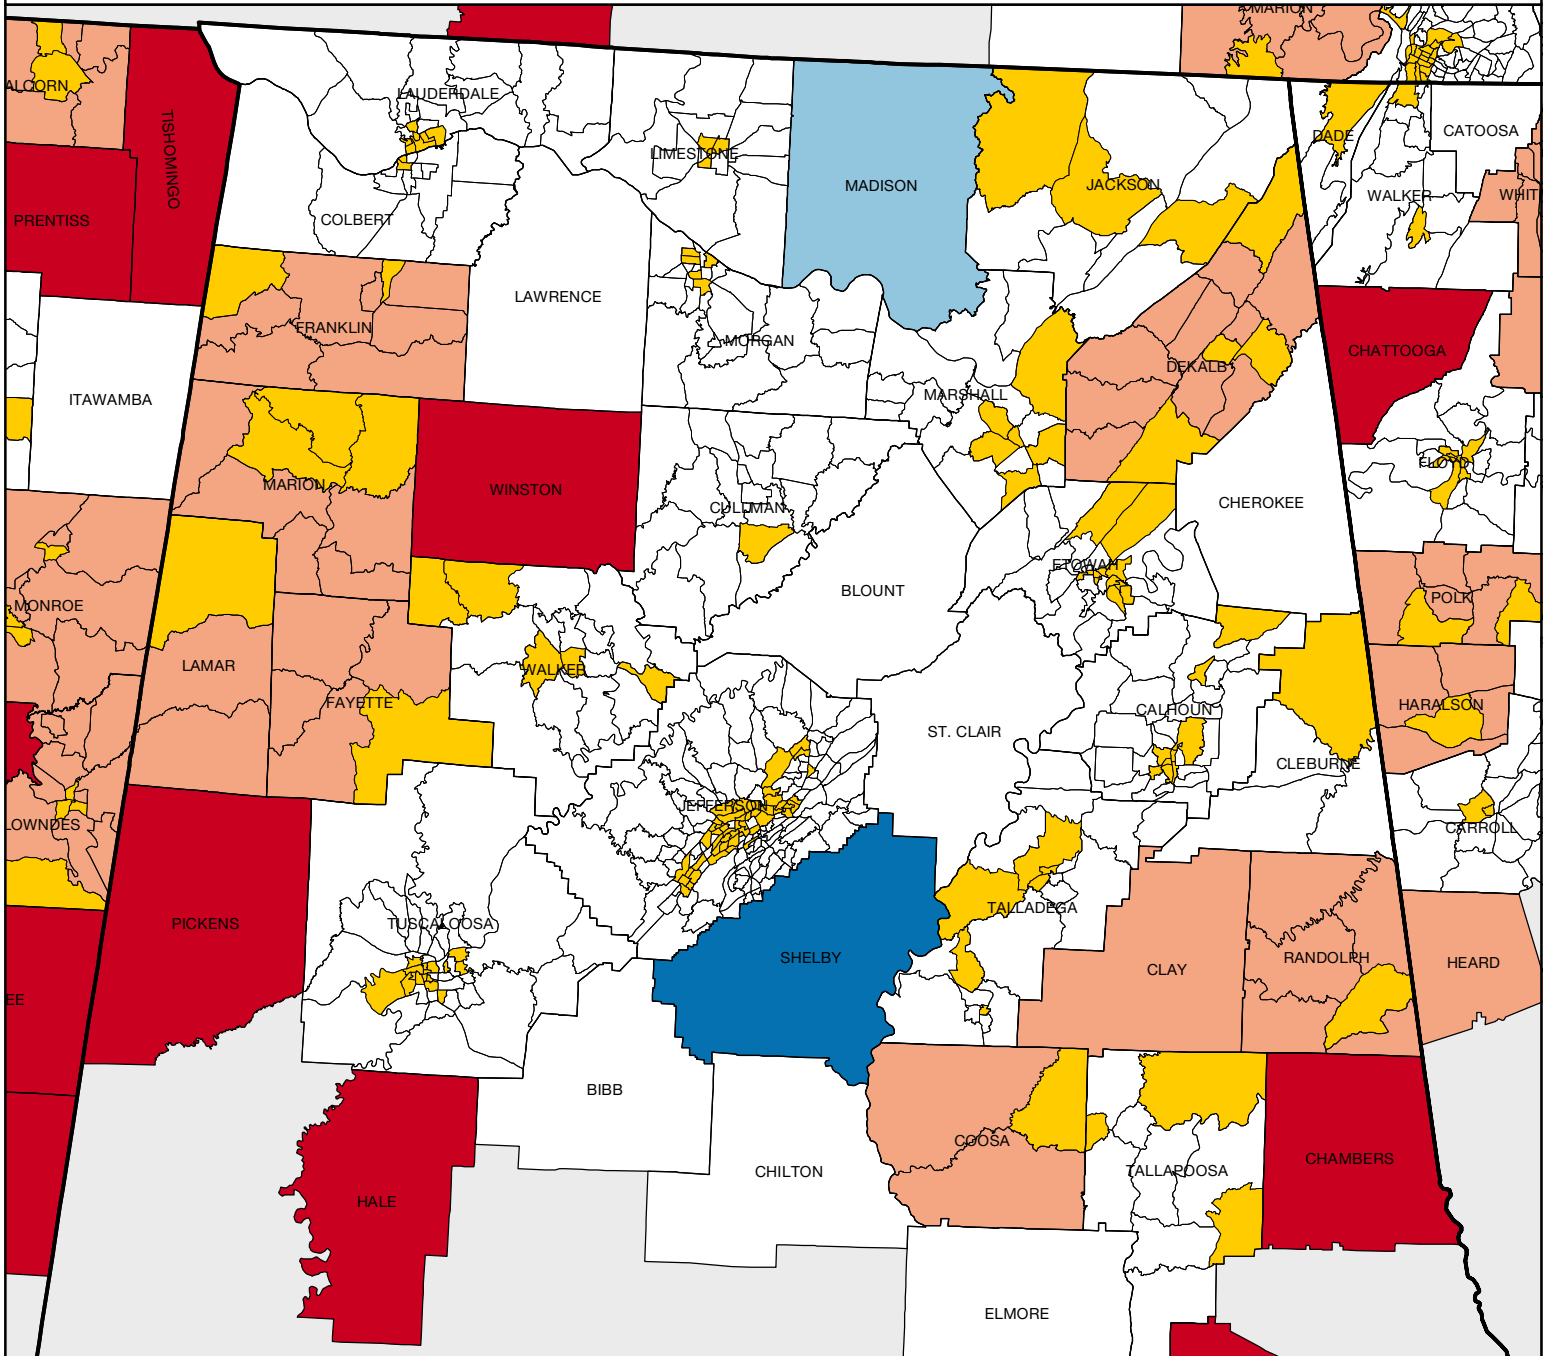 MARION
ALCORN
LAUDERDALE
TISHOMINGO
DADE
CATOOSA
LIMESTONE
MADISON
JACKSON
WALKER
WHIT
PRENTISS
COLBERT
LAWRENCE
FRANKLIN
MORGAN
CHATTOOGA
DEKALB
ITAWAMBA
MARSHALL
FLOYD
MARION
WINSTON
CULLMAN
CHEROKEE
ETOWAH
BLOUNT
POLK
MONROE
LAMAR
WALKER
FAYETTE
HARALSON
CALHOUN
ST. CLAIR
CLEBURNE
JEFFERSON
LOWNDES
CARROLL
TALLADEGA
PICKENS
TUSCALOOSA
SHELBY
RANDOLPH
HEARD
CLAY
EE
BIBB
COOSA
CHAMBERS
CHILTON
TALLAPOOSA
HALE
ELMORE